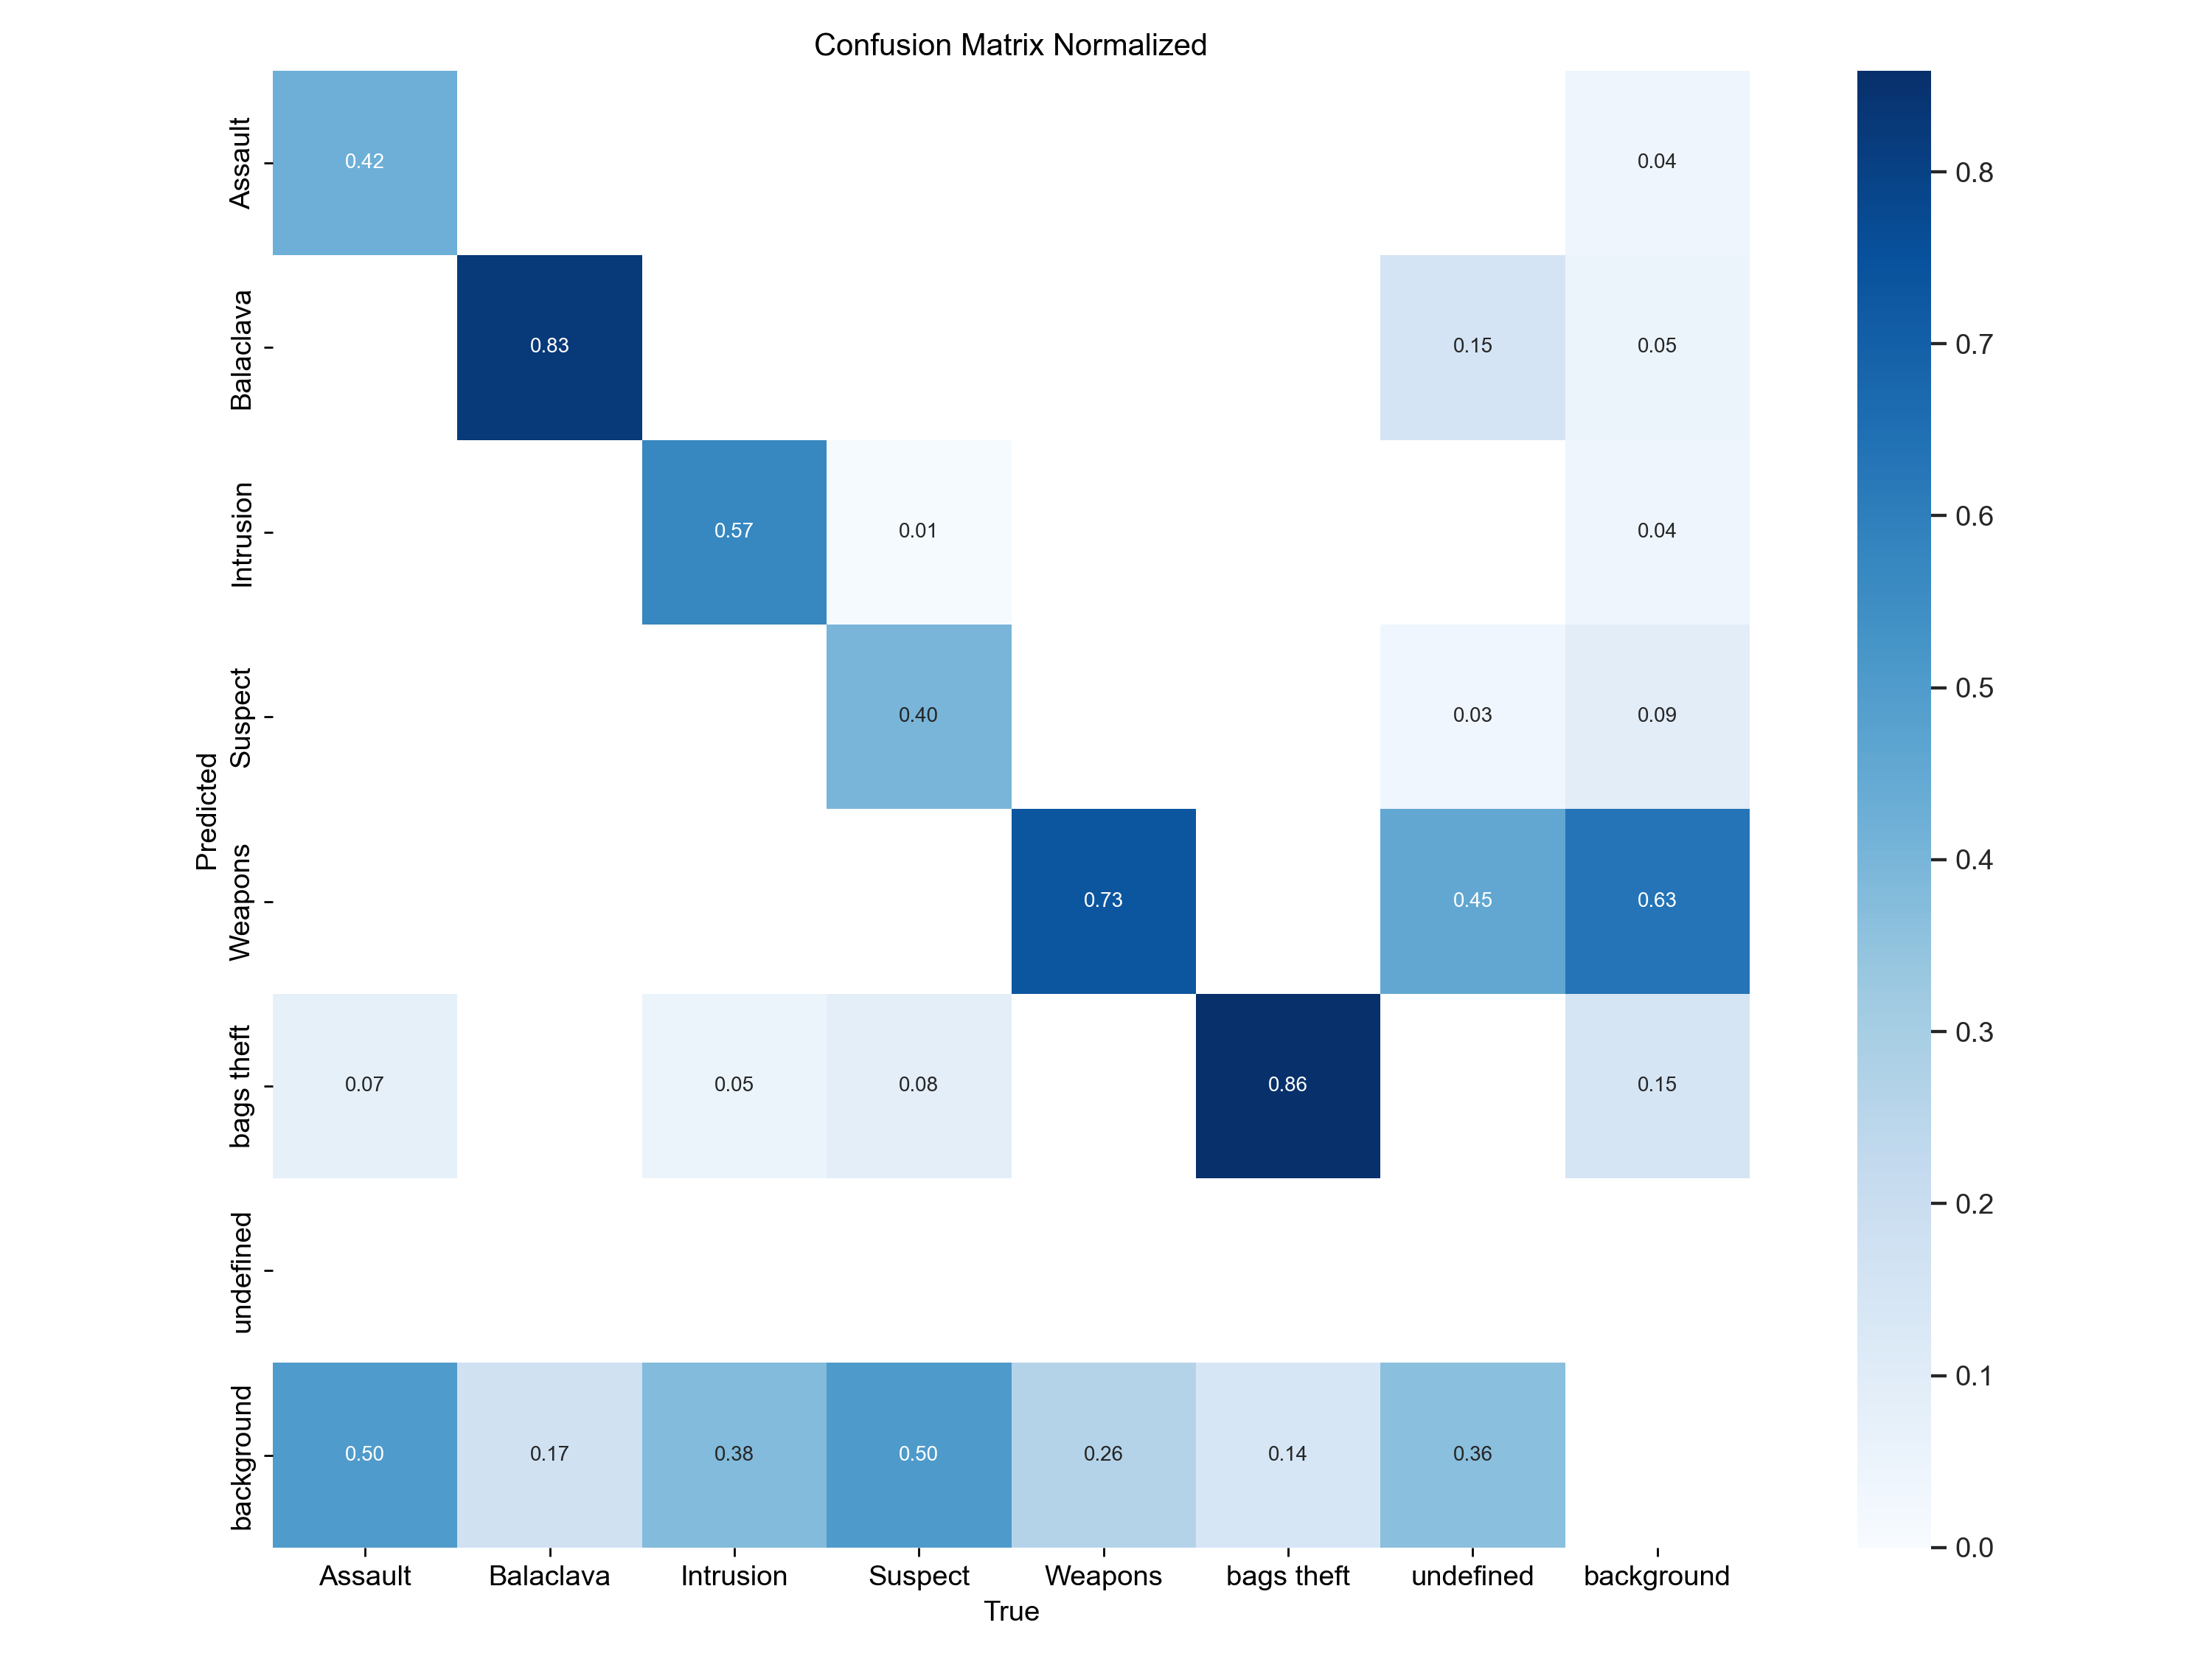 Confusion Matrix Normalized
Predicted
Assault
0.42
0.04
Balaclava
0.83
0.15
0.05
Intrusion
0.57
0.01
0.04
Suspect
0.40
0.03
0.09
Weapons
0.73
0.45
0.63
bags theft
0.07
0.05
0.08
0.86
0.15
undefined
background
0.50
0.17
0.38
0.50
0.26
0.14
0.36
Assault
Balaclava
Intrusion
Suspect
Weapons
bags theft
undefined
background
True
0.8
0.7
0.6
0.5
0.4
0.3
0.2
0.1
0.0